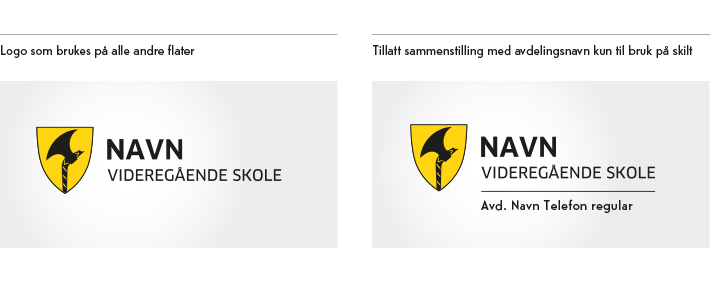 Logo som brukes på alle andre flater
NAVN
VIDEREGÅENDE SKOLE
Tillatt sammenstilling med avdelingsnavn kun til bruk på skilt
NAVN
VIDEREGÅENDE SKOLE
Avd. Navn Telefon regular